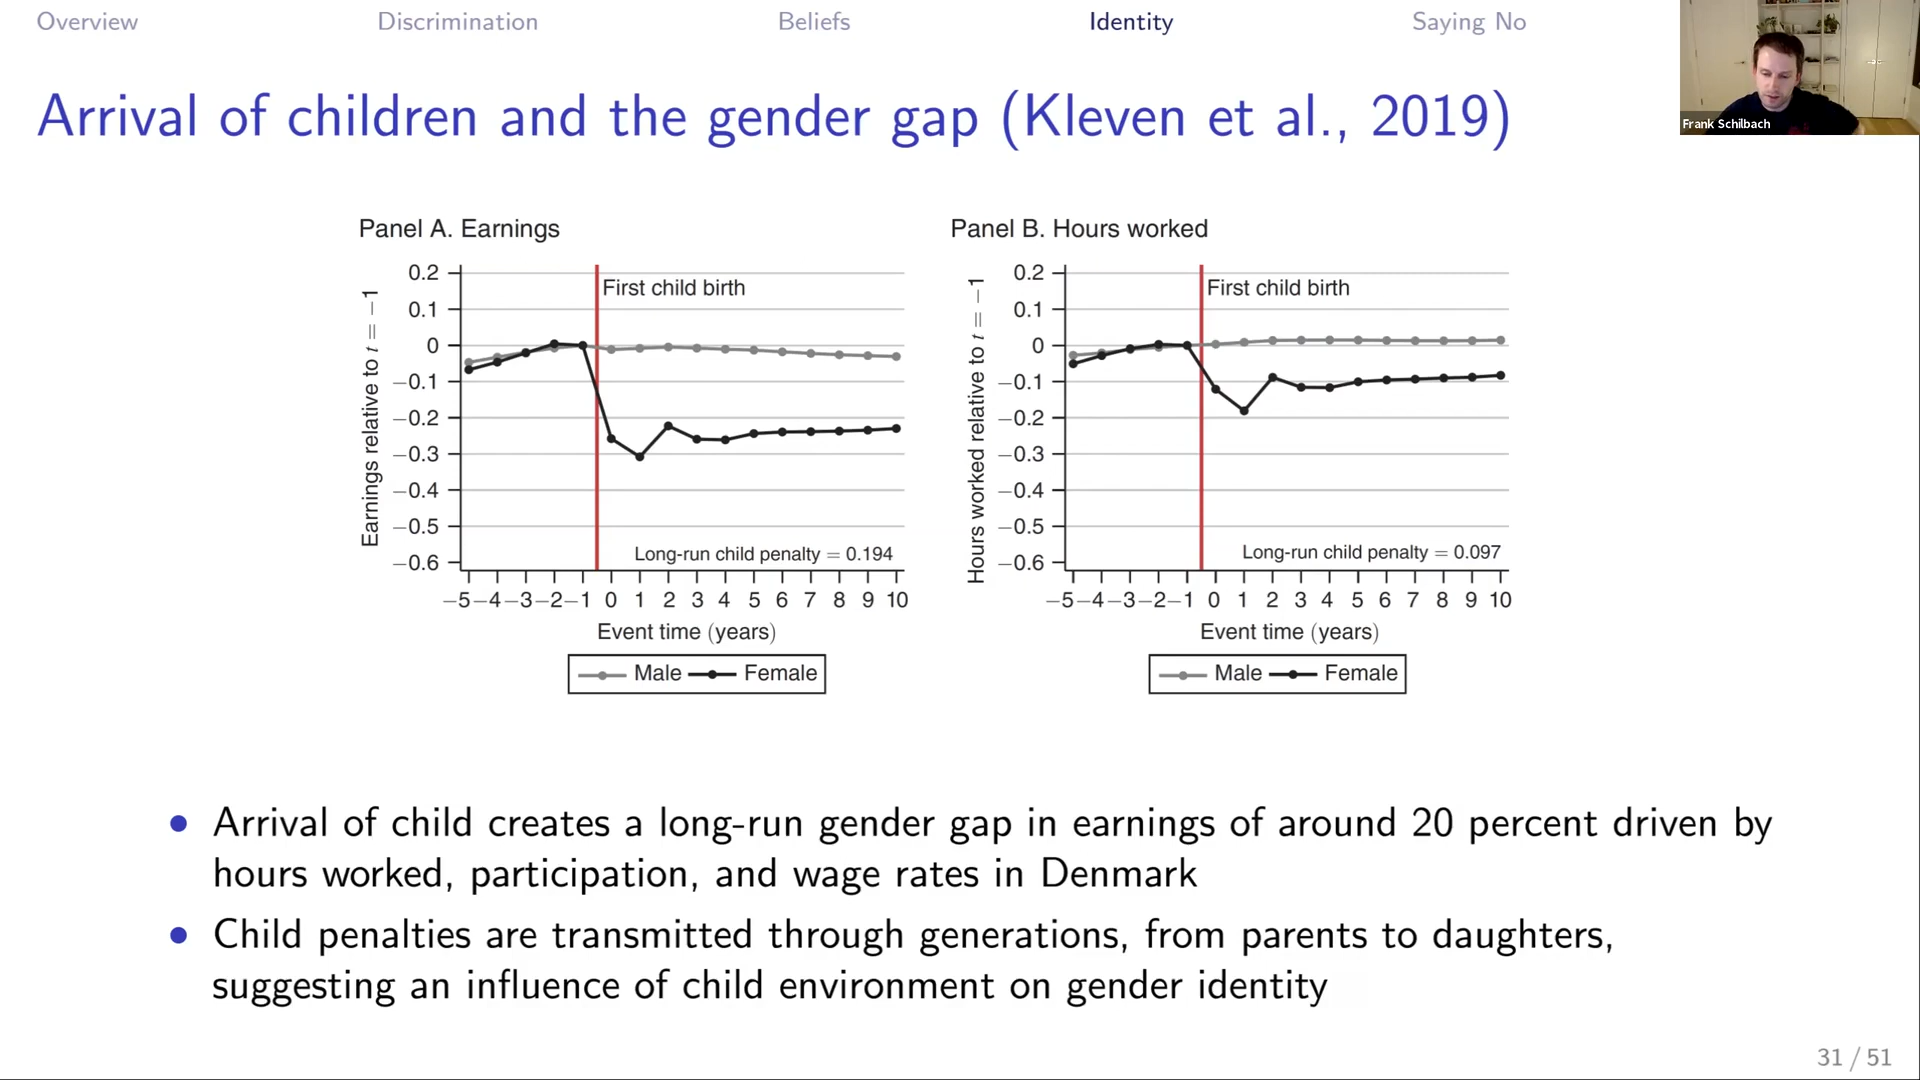 Overview Discrimination Beliefs Identity Saying No
Frank Schilbach
Arrival of children and the gender gap (Kleven et al., 2019)
Panel A. Earnings
Earnings relative to t = −1
0.2
0.1
0
−0.1
−0.2
−0.3
−0.4
−0.5
−0.6
First child birth
Long-run child penalty = 0.194
−5 −4 −3 −2 −1 0 1 2 3 4 5 6 7 8 9 10
Event time (years)
Male Female
Panel B. Hours worked
Hours worked relative to t = −1
0.2
0.1
0
−0.1
−0.2
−0.3
−0.4
−0.5
−0.6
First child birth
Long-run child penalty = 0.097
−5 −4 −3 −2 −1 0 1 2 3 4 5 6 7 8 9 10
Event time (years)
Male Female
• Arrival of child creates a long-run gender gap in earnings of around 20 percent driven by
hours worked, participation, and wage rates in Denmark
• Child penalties are transmitted through generations, from parents to daughters,
suggesting an influence of child environment on gender identity
31 / 51